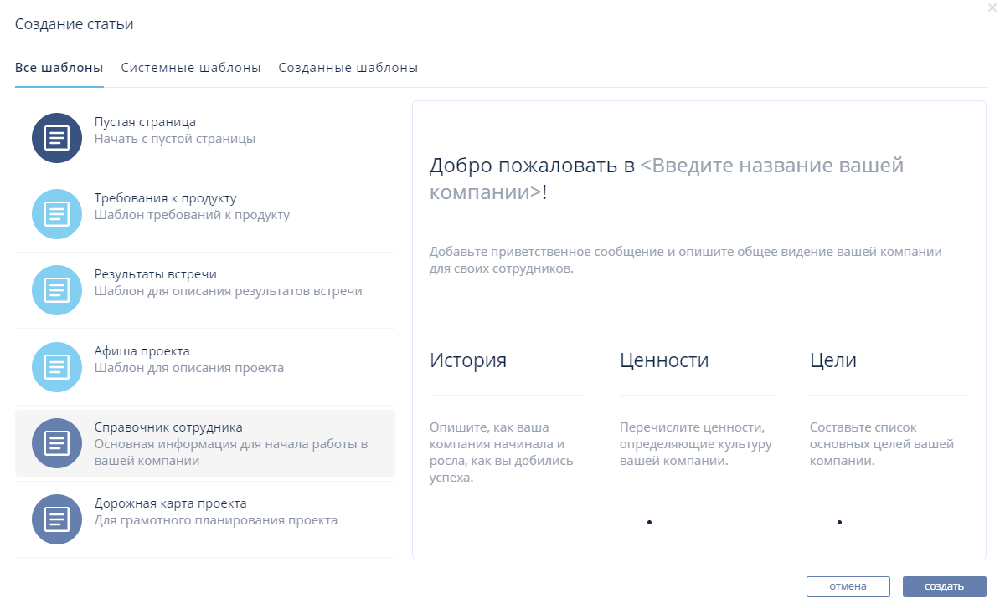 Создание статьи
Все шаблоны Системные шаблоны Созданные шаблоны
Пустая страница
Начать с пустой страницы
Требования к продукту
Шаблон требований к продукту
Результаты встречи
Шаблон для описания результатов встречи
Афиша проекта
Шаблон для описания проекта
Справочник сотрудника
Основная информация для начала работы в
вашей компании
Дорожная карта проекта
Для грамотного планирования проекта
Добро пожаловать в <Введите название вашей
компании>!
Добавьте приветственное сообщение и опишите общее видение вашей компании
для своих сотрудников.
История
Опишите, как ваша
компания начинала и
росла, как вы добились
успеха.
Ценности
Перечислите ценности,
определяющие культуру
вашей компании.
Цели
Составьте список
основных целей вашей
компании.
отмена
создать